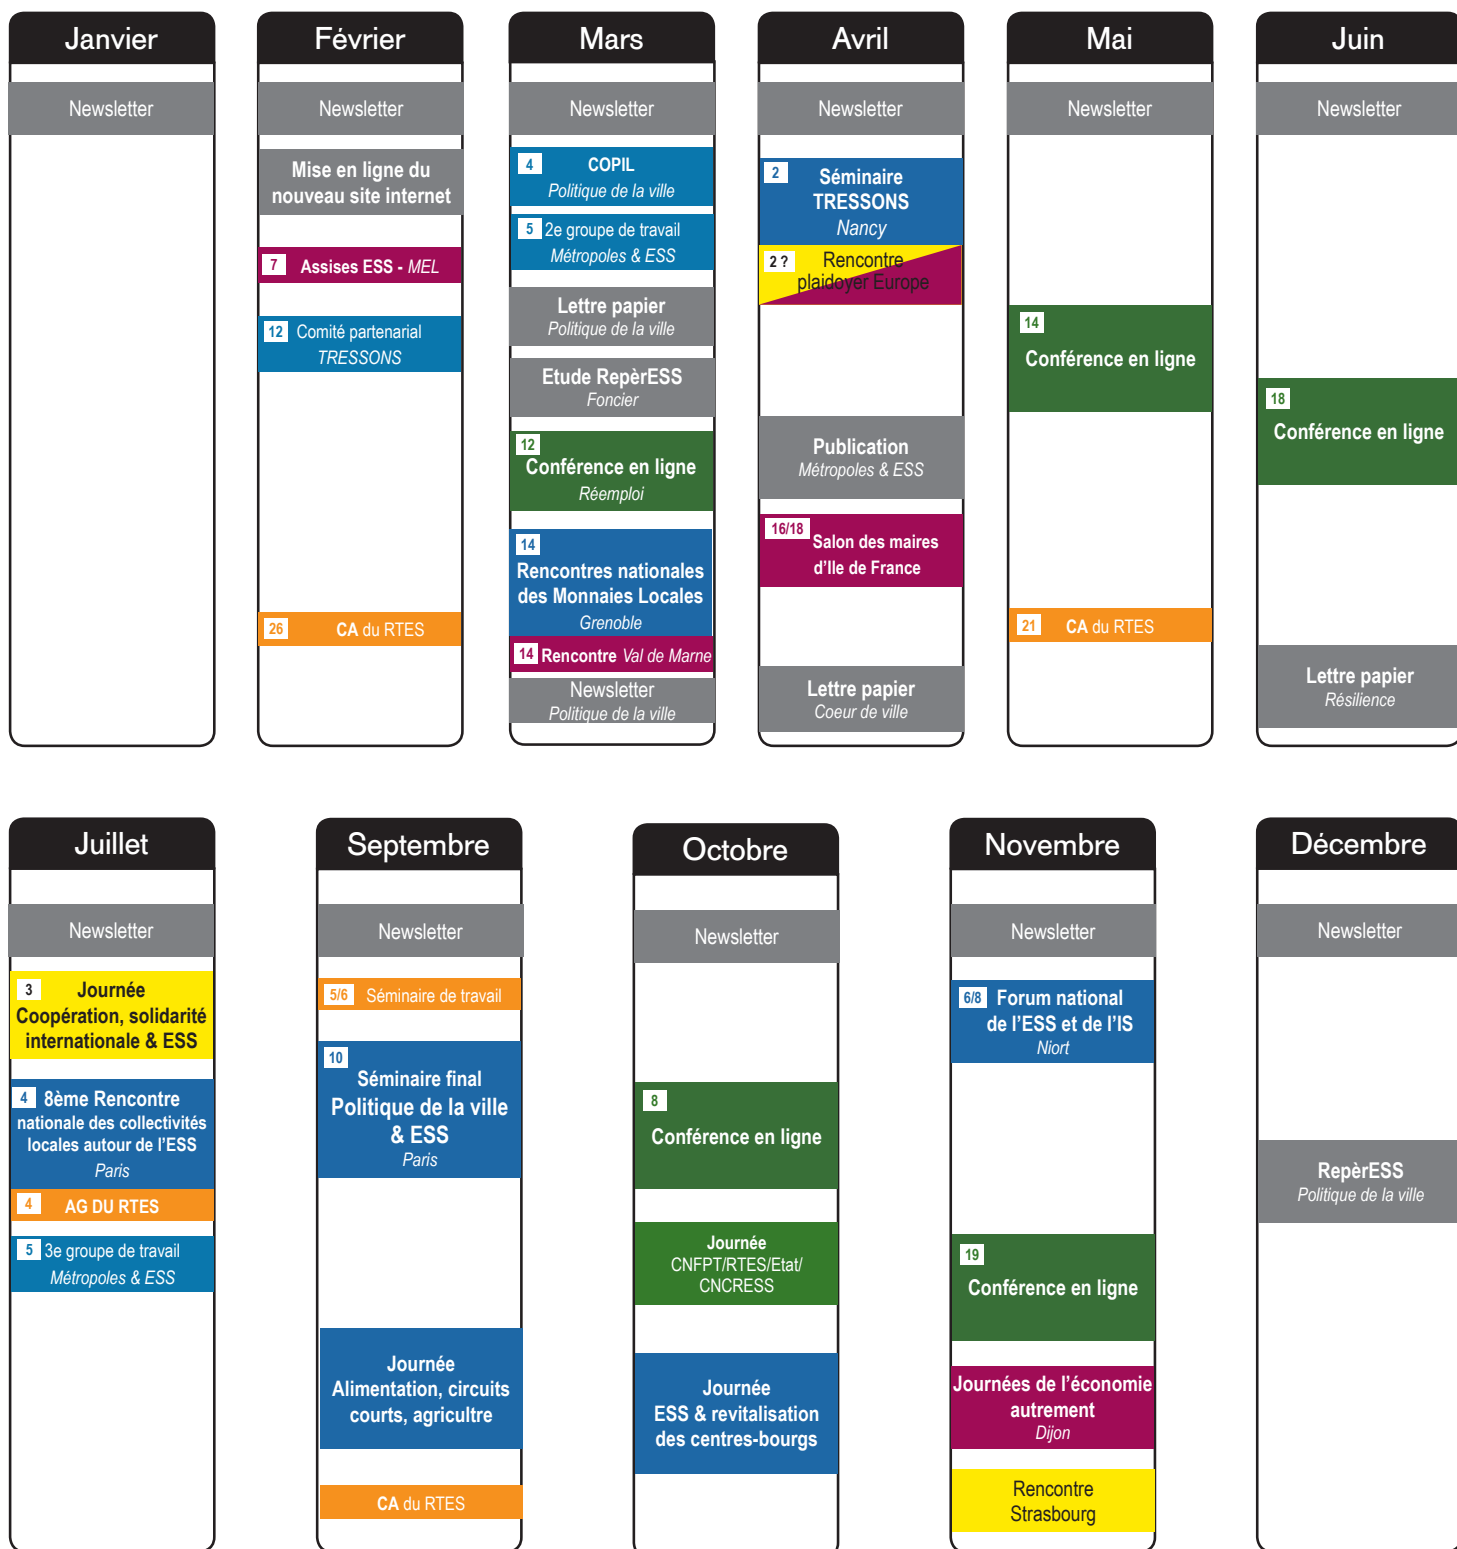 Janvier
Newsletter
Février
Newsletter
Mise en ligne du
nouveau site internet
7 Assises ESS - MEL
12 Comité partenarial
TRESSONS
26 CA du RTES
Mars
Newsletter
4 COPIL
Politique de la ville
5 2e groupe de travail
Métropoles & ESS
Lettre papier
Politique de la ville
Etude RepèrESS
Foncier
12
Conférence en ligne
Réemploi
14
Rencontres nationales
des Monnaies Locales
Grenoble
14 Rencontre Val de Marne
Newsletter
Politique de la ville
Avril
Newsletter
2 Séminaire
TRESSONS
Nancy
2 ? Rencontre
plaidoyer Europe
Publication
Métropoles & ESS
16/18
Salon des maires
d'Ile de France
Lettre papier
Coeur de ville
Mai
Newsletter
14
Conférence en ligne
21 CA du RTES
Juin
Newsletter
18
Conférence en ligne
Lettre papier
Résilience
Juillet
Newsletter
3 Journée
Coopération, solidarité
internationale & ESS
4 8ème Rencontre
nationale des collectivités
locales autour de l'ESS
Paris
4 AG DU RTES
5 3e groupe de travail
Métropoles & ESS
Septembre
Newsletter
5/6 Séminaire de travail
10
Séminaire final
Politique de la ville
& ESS
Paris
Journée
Alimentation, circuits
courts, agricultre
CA du RTES
Octobre
Newsletter
8
Conférence en ligne
Journée
CNFPT/RTES/Etat/
CNCRESS
Journée
ESS & revitalisation
des centres-bourgs
Novembre
Newsletter
6/8 Forum national
de l'ESS et de l'IS
Niort
19
Conférence en ligne
Journées de l'économie
autrement
Dijon
Rencontre
Strasbourg
Décembre
Newsletter
RepèrESS
Politique de la ville